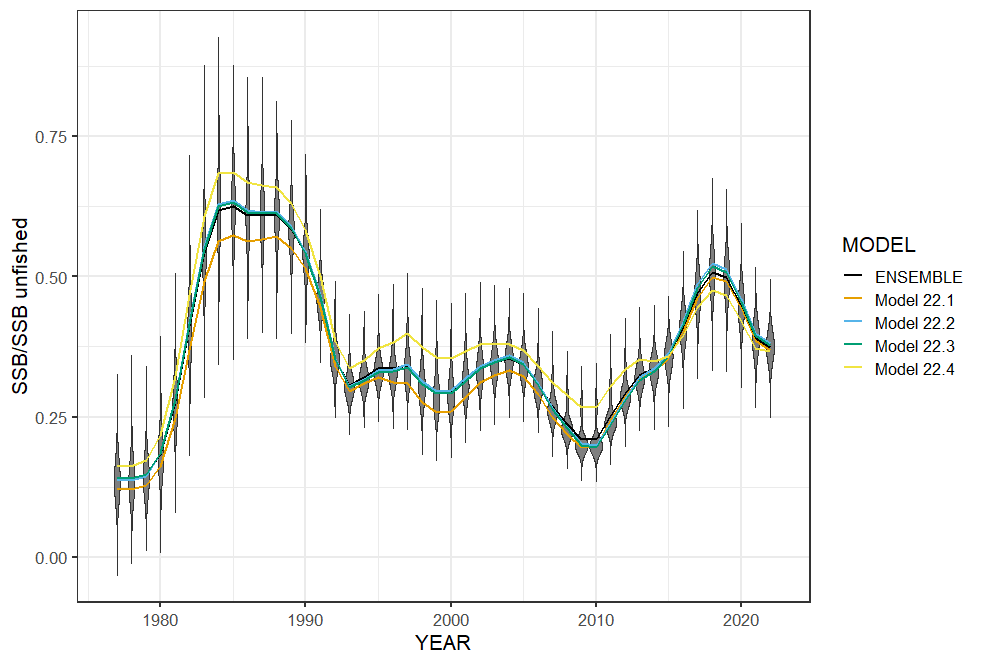 SSB/SSB unfished
0.75
0.50
0.25
0.00
1980 1990 2000 2010 2020
YEAR
MODEL
ENSEMBLE
Model 22.1
Model 22.2
Model 22.3
Model 22.4